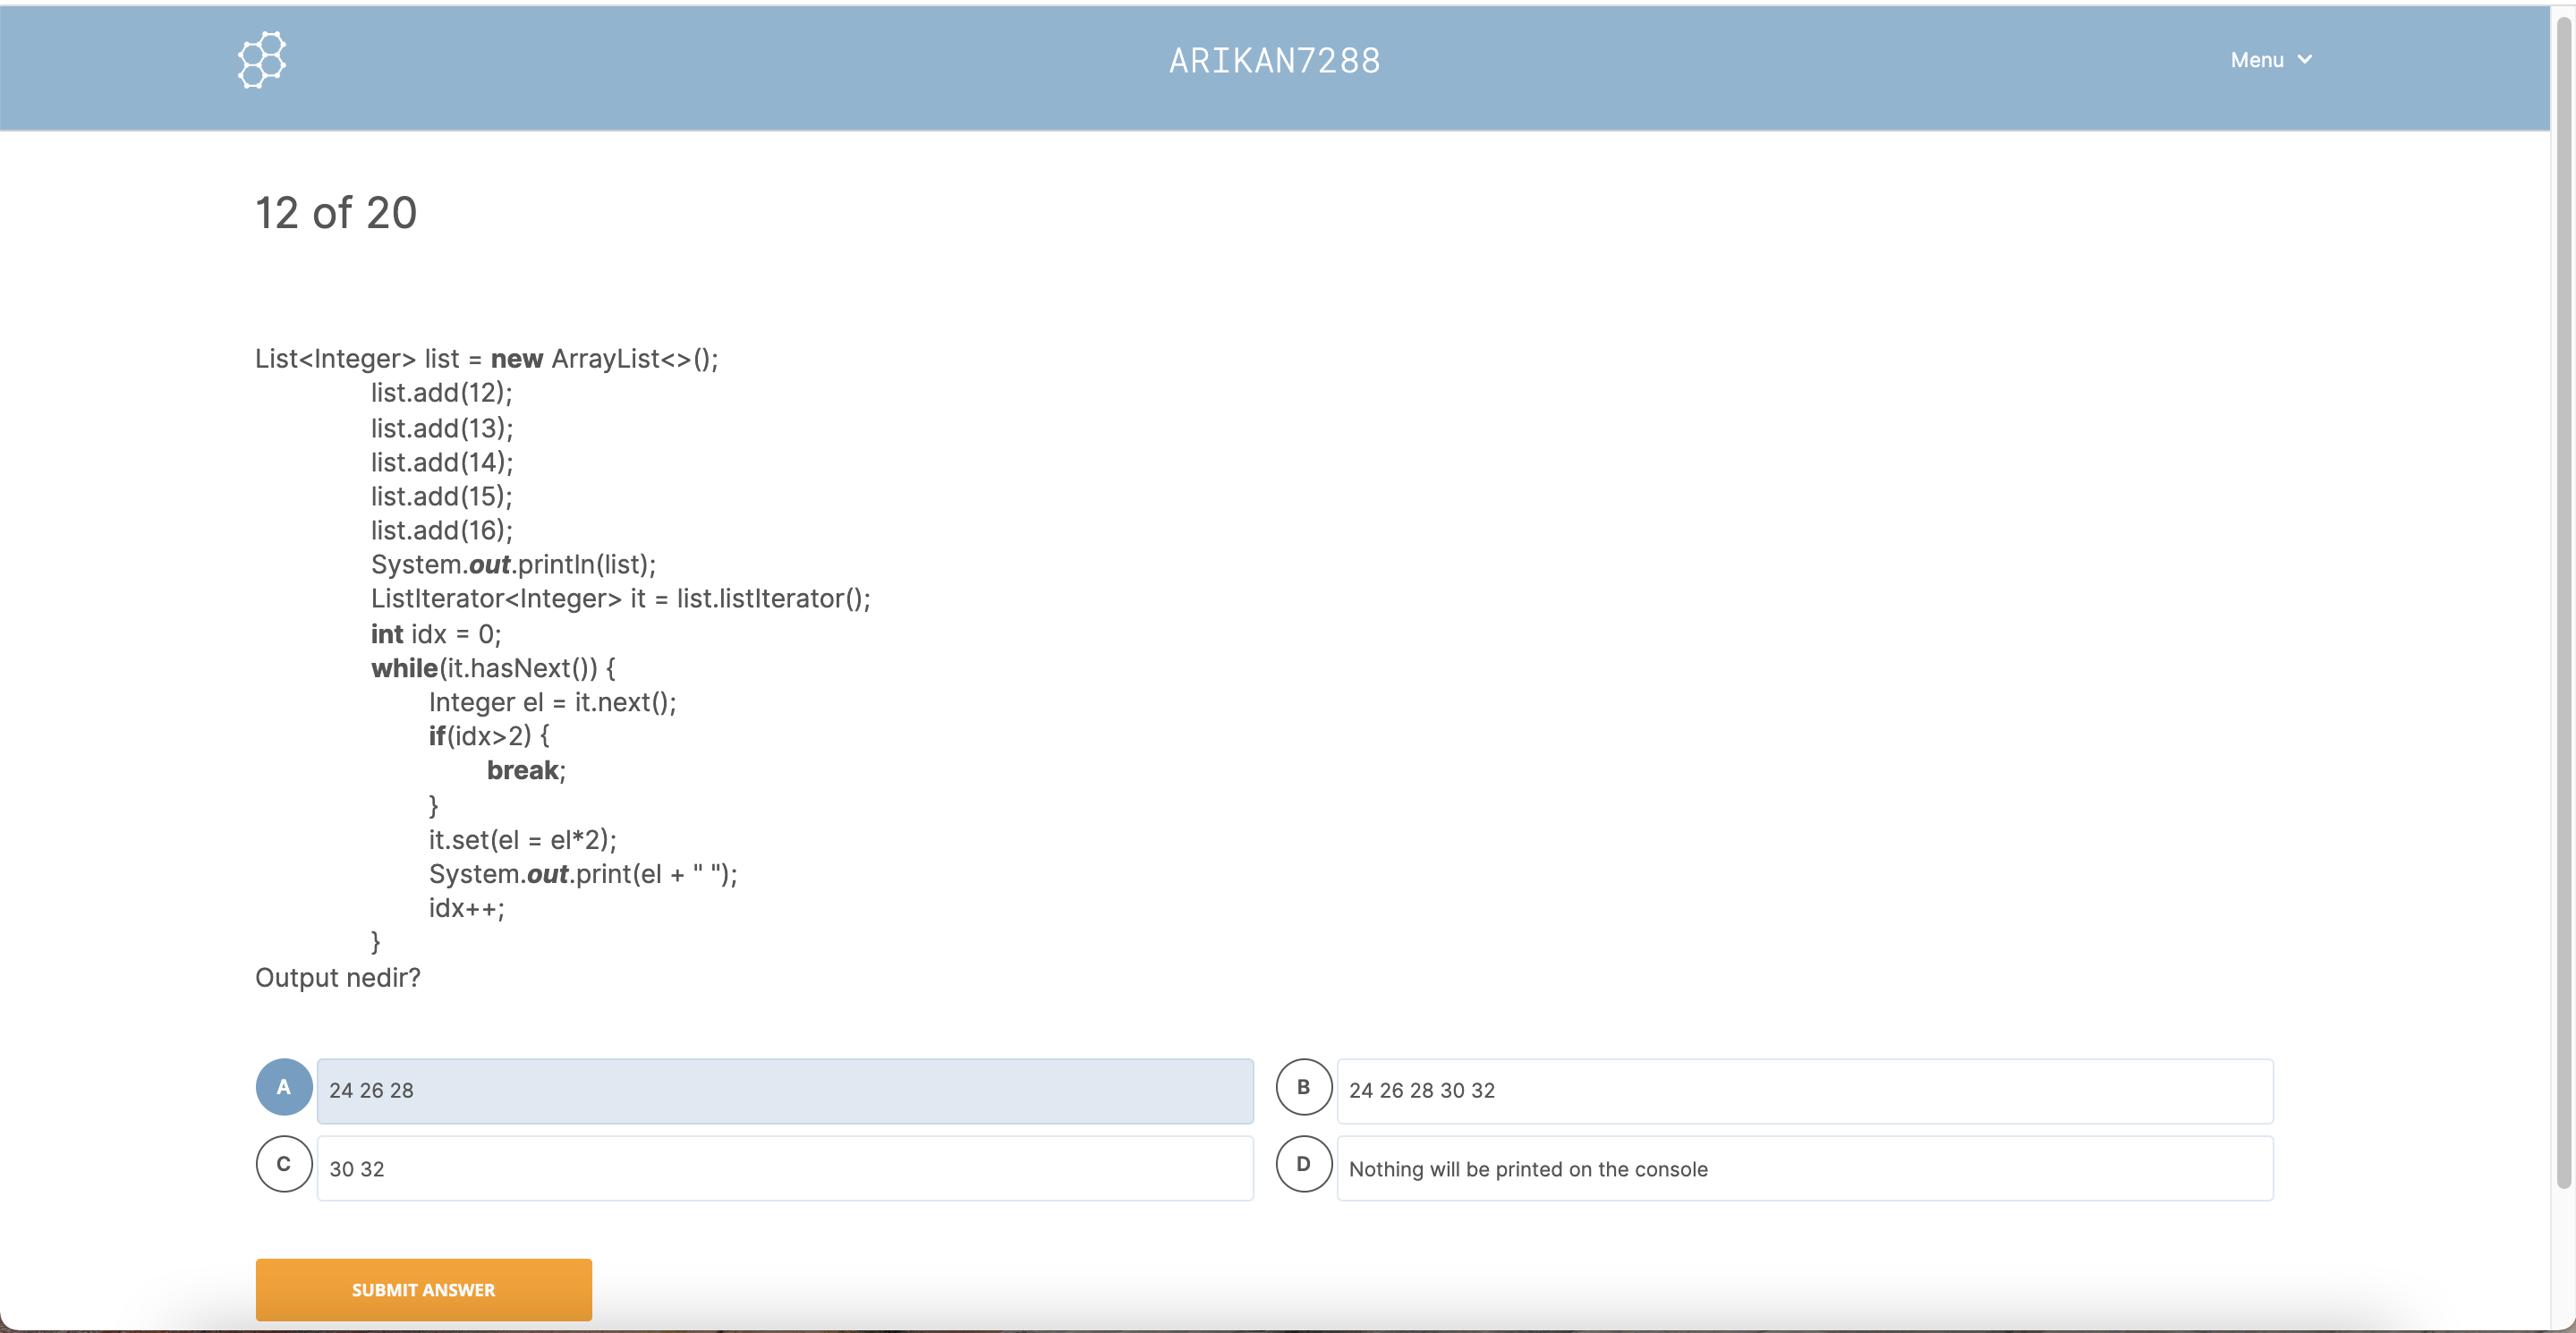 ARIKAN7288
Menu
12 of 20
List<Integer> list = new ArrayList<>();
list.add(12);
list.add(13);
list.add(14);
list.add(15);
list.add(16);
System.out.println(list);
ListIterator<Integer> it = list.listIterator();
int idx = 0;
while(it.hasNext()) {
Integer el = it.next();
if(idx>2) {
break;
}
it.set(el = el*2);
System.out.print(el + " ");
idx++;
}
Output nedir?
A 24 26 28
B 24 26 28 30 32
C 30 32
D Nothing will be printed on the console
SUBMIT ANSWER